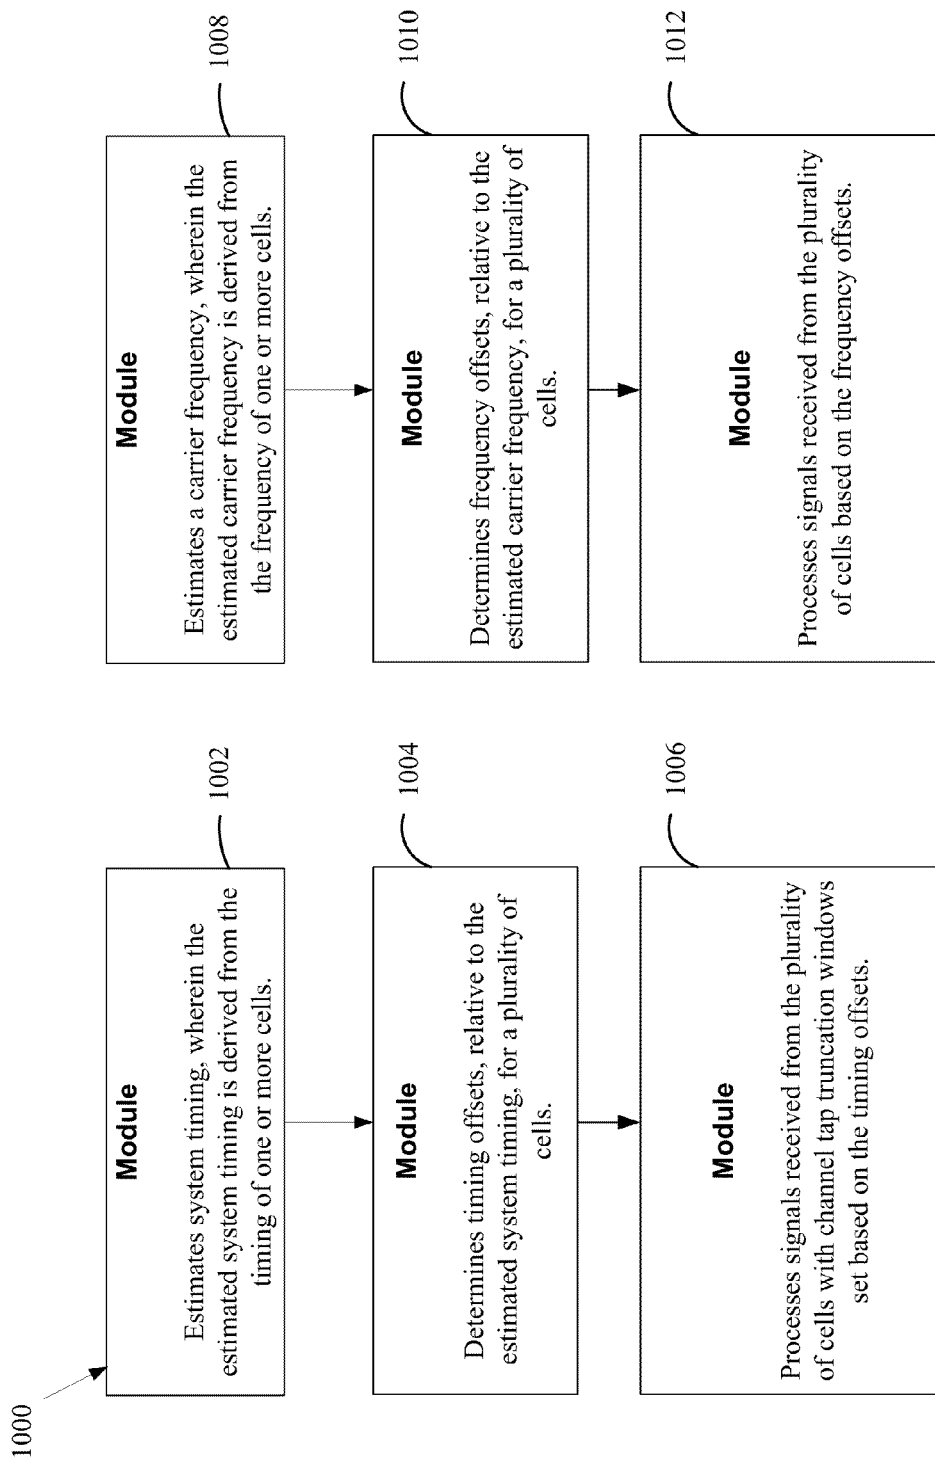 1000
Module
Estimates system timing, wherein the
estimated system timing is derived from the
timing of one or more cells.
1002
Module
Determines timing offsets, relative to the
estimated system timing, for a plurality of
cells.
1004
Module
Processes signals received from the plurality
of cells with channel tap truncation windows
set based on the timing offsets.
1006
Module
Estimates a carrier frequency, wherein the
estimated carrier frequency is derived from
the frequency of one or more cells.
1008
Module
Determines frequency offsets, relative to the
estimated carrier frequency, for a plurality of
cells.
1010
Module
Processes signals received from the plurality
of cells based on the frequency offsets.
1012